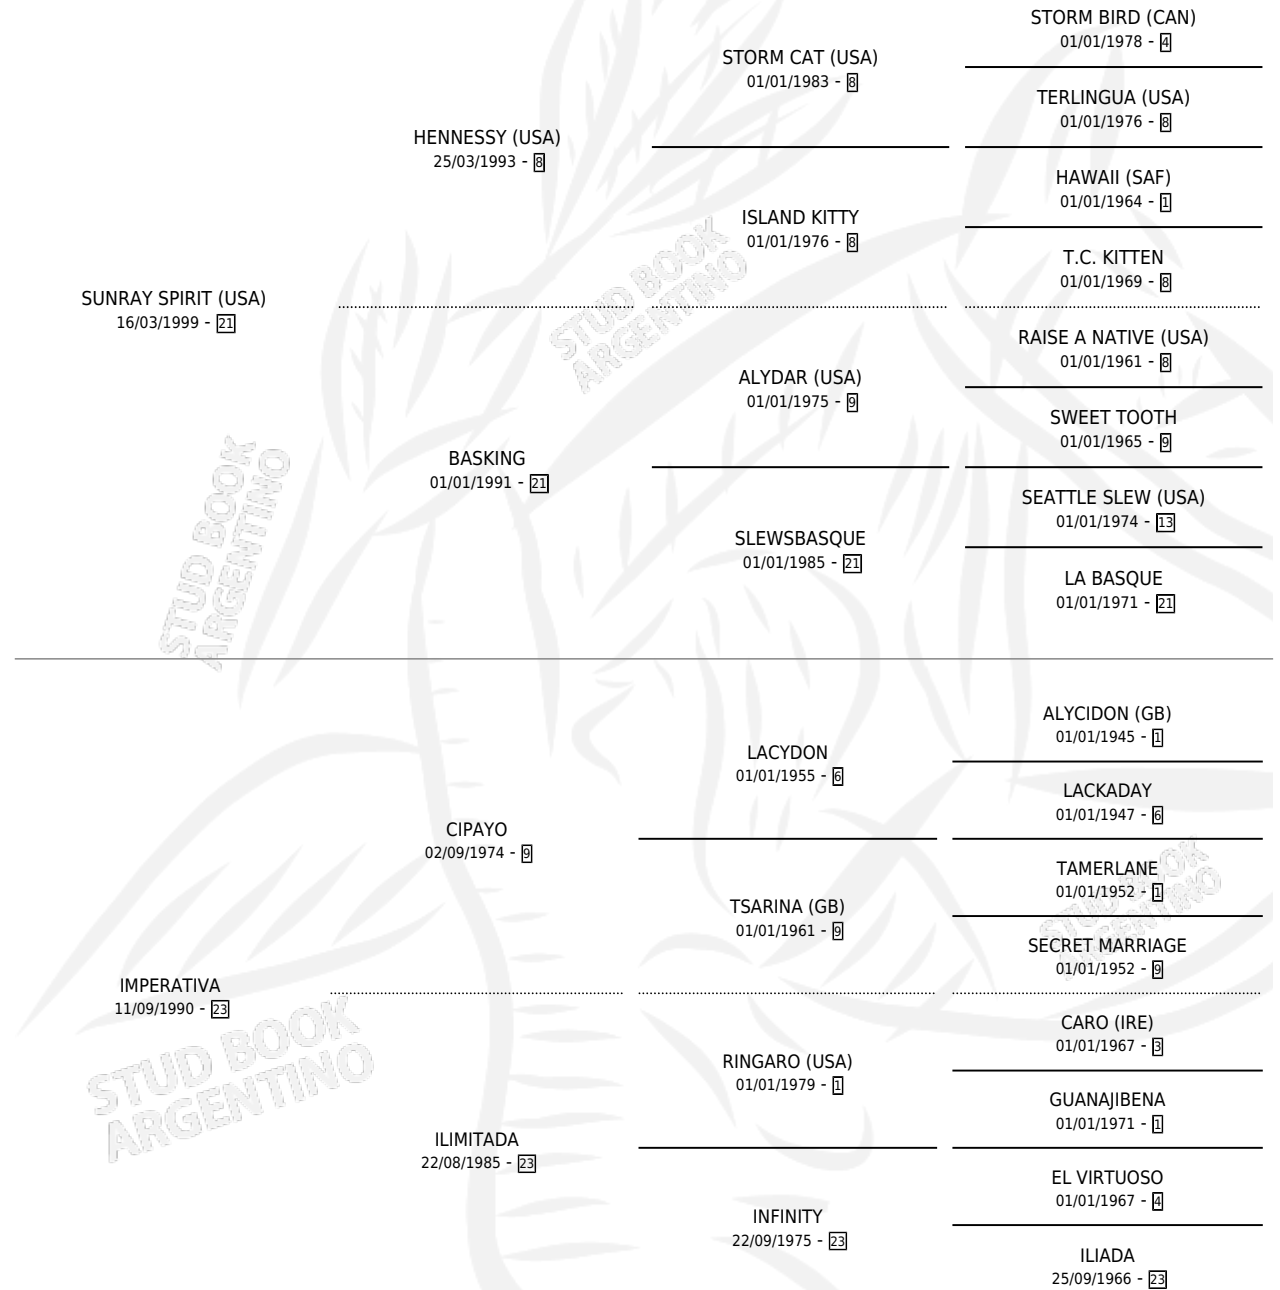 STORM BIRD (CAN)
01/01/1978 - 4
STORM CAT (USA)
01/01/1983 - 8
TERLINGUA (USA)
01/01/1976 - 8
HENNESSY (USA)
25/03/1993 - 8
HAWAII (SAF)
01/01/1964 - 1
ISLAND KITTY
01/01/1976 - 8
T.C. KITTEN
01/01/1969 - 8
SUNRAY SPIRIT (USA)
16/03/1999 - 21
RAISE A NATIVE (USA)
01/01/1961 - 8
ALYDAR (USA)
01/01/1975 - 9
SWEET TOOTH
01/01/1965 - 9
BASKING
01/01/1991 - 21
SEATTLE SLEW (USA)
01/01/1974 - 13
SLEWSBASQUE
01/01/1985 - 21
LA BASQUE
01/01/1971 - 21
ALYCIDON (GB)
01/01/1945 - 1
LACYDON
01/01/1955 - 6
LACKADAY
01/01/1947 - 6
CIPAYO
02/09/1974 - 9
TAMERLANE
01/01/1952 - 1
TSARINA (GB)
01/01/1961 - 9
SECRET MARRIAGE
01/01/1952 - 9
IMPERATIVA
11/09/1990 - 23
CARO (IRE)
01/01/1967 - 3
RINGARO (USA)
01/01/1979 - 1
GUANAJIBENA
01/01/1971 - 1
ILIMITADA
22/08/1985 - 23
EL VIRTUOSO
01/01/1967 - 4
INFINITY
22/09/1975 - 23
ILIADA
25/09/1966 - 23
STUD BOOK
ARGENTINO
STUD BOOK
ARGENTINO
STUD BOOK
ARGENTINO
STUD BOOK
ARGENTINO